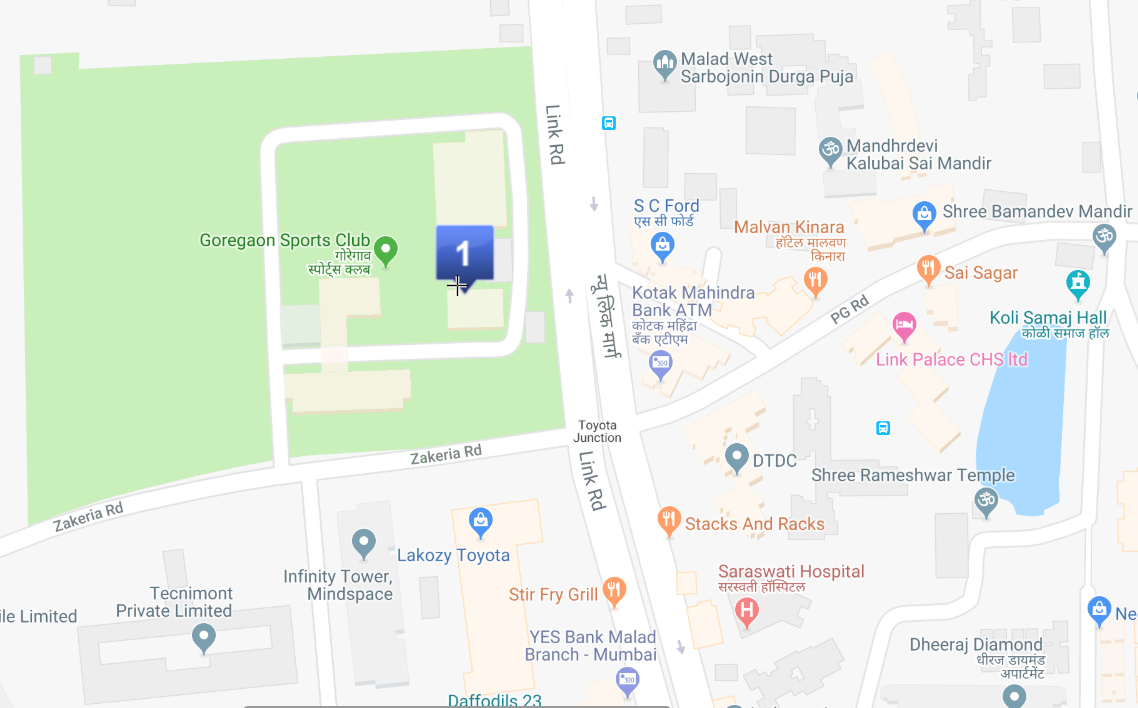 Malad West
Sarbojonin Durga Puja
Link Rd
Mandhrdevi
Kalubai Sai Mandir
S C Ford
एस सी फोर्ड
Malvan Kinara
हॉटेल मालवण
किनारा
Shree Bamandev Mandir
Goregaon Sports Club
गोरेगाव
स्पोर्ट्स क्लब
1
Sai Sagar
न्यू लिंक मार्ग
Kotak Mahindra
Bank ATM
कोटक महिंद्रा
बँक एटीएम
PG Rd
Koli Samaj Hall
कोळी समाज हॉल
Link Palace CHS ltd
Toyota
Junction
Zakeria Rd
Link Rd
DTDC
Shree Rameshwar Temple
Zakeria Rd
Stacks And Racks
Lakozy Toyota
Infinity Tower,
Mindspace
Saraswati Hospital
सरस्वती हॉस्पिटल
Stir Fry Grill
Tecnimont
Private Limited
ile Limited
Ne
YES Bank Malad
Branch - Mumbai
Dheeraj Diamond
धीरज डायमंड
अपार्टमेंट
Daffodils 23